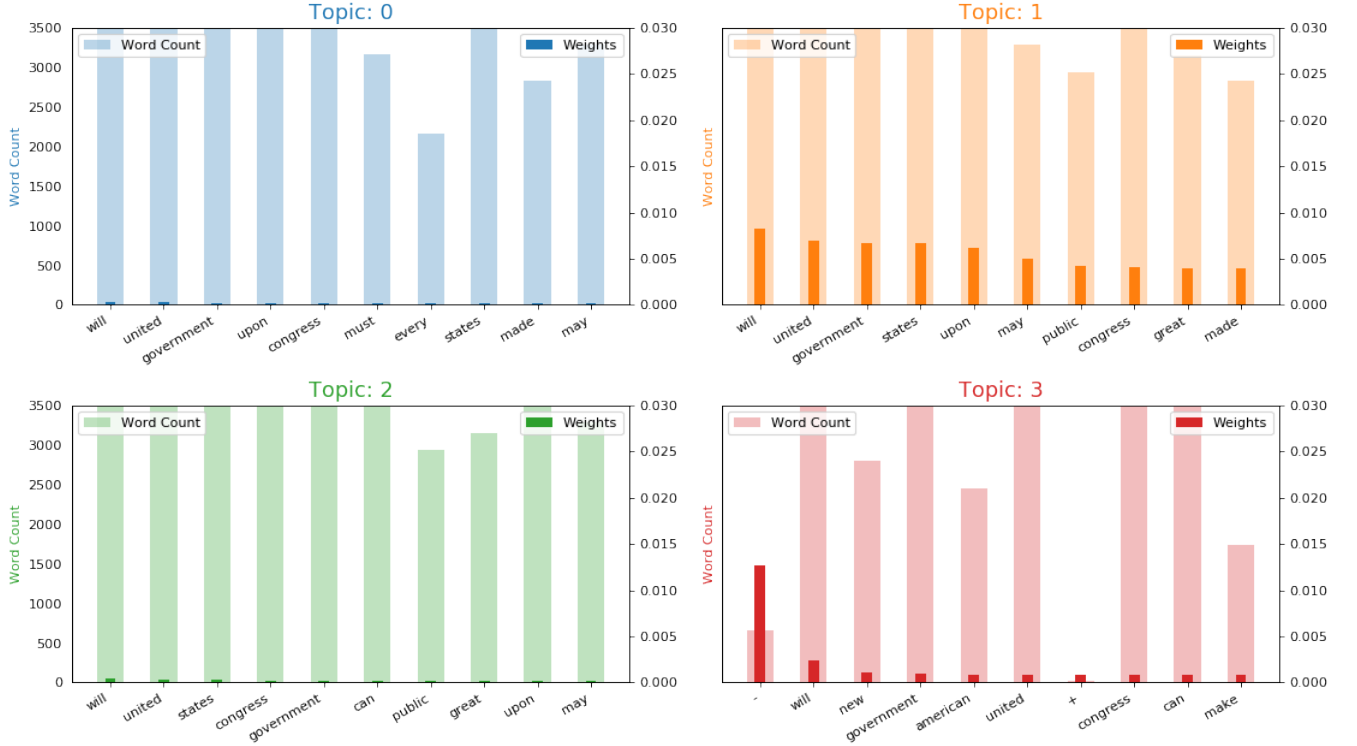 Topic: 0
Word Count
Weights
3500
3000
2500
2000
1500
1000
500
0
Word Count
0.030
0.025
0.020
0.015
0.010
0.005
0.000
will united government upon congress must every states made may
Topic: 1
Word Count
Weights
Word Count
0.030
0.025
0.020
0.015
0.010
0.005
0.000
will united government states upon may public congress great made
Topic: 2
Word Count
Weights
3500
3000
2500
2000
1500
1000
500
0
Word Count
0.030
0.025
0.020
0.015
0.010
0.005
0.000
will united states congress government can public great upon may
Topic: 3
Word Count
Weights
Word Count
0.030
0.025
0.020
0.015
0.010
0.005
0.000
- will new government american united + congress can make